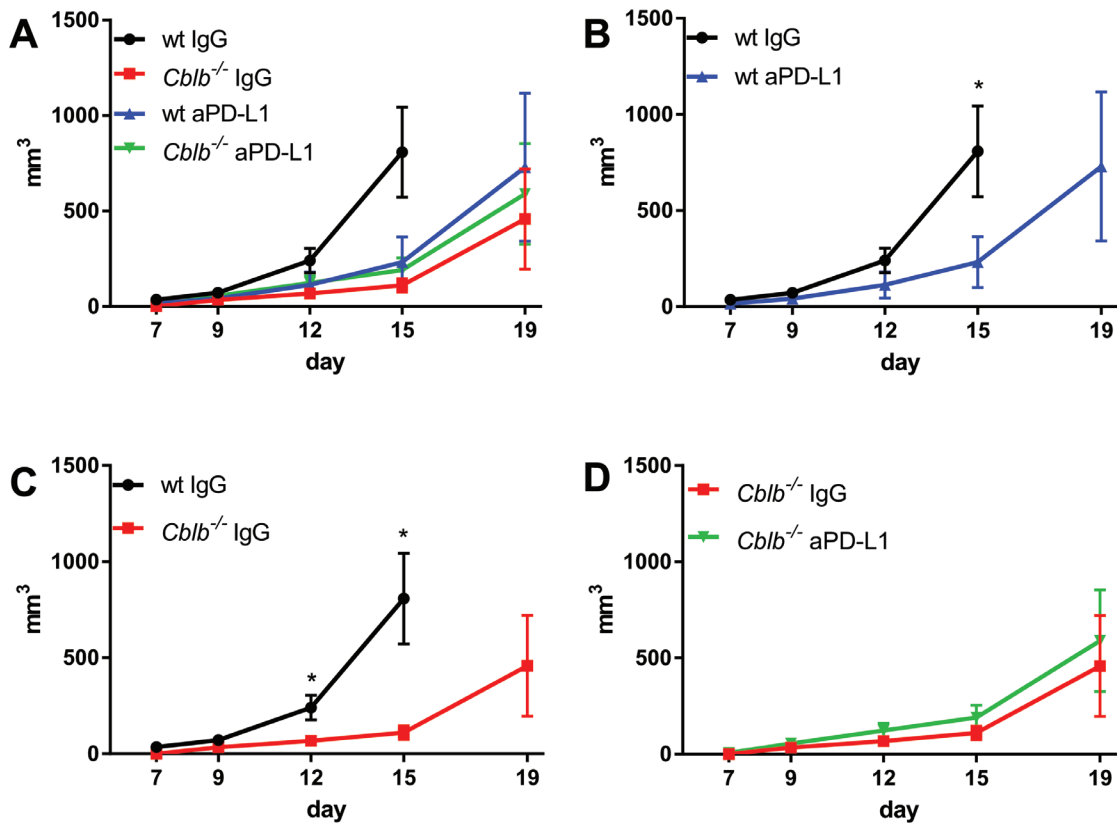 A
1500
1000
500
0
mm³
wt IgG
Cblb-/- IgG
wt aPD-L1
Cblb-/- aPD-L1
7 9 12 15 19
day
B
1500
1000
500
0
mm³
wt IgG
wt aPD-L1
*
7 9 12 15 19
day
C
1500
1000
500
0
mm³
wt IgG
Cblb-/- IgG
*
*
7 9 12 15 19
day
D
1500
1000
500
0
mm³
Cblb-/- IgG
Cblb-/- aPD-L1
7 9 12 15 19
day